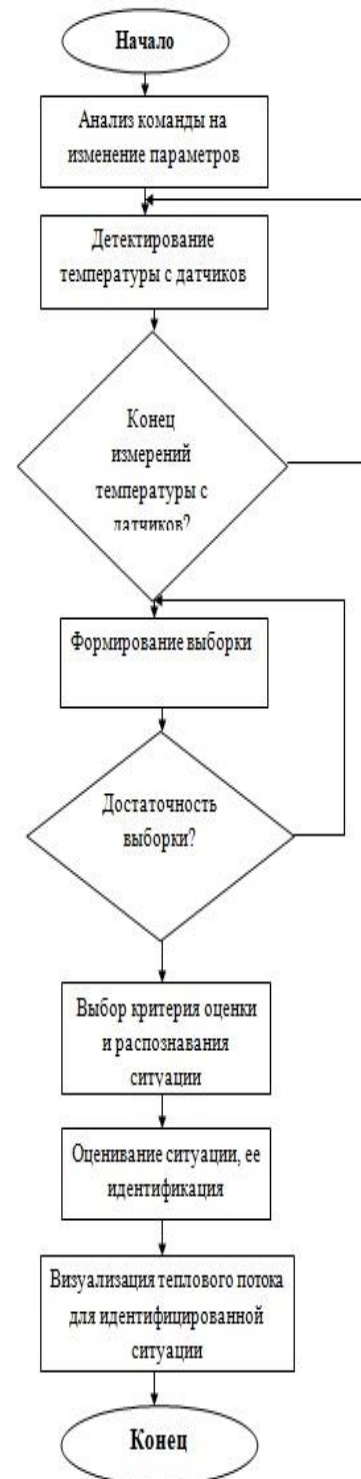 Начало
Анализ команды на
изменение параметров
Детектирование
температуры с датчиков
Конец
измерений
температуры с
датчиков?
Формирование выборки
Достаточность
выборки?
Выбор критерия оценки
и распознавания
ситуации
Оценивание ситуации, ее
идентификация
Визуализация теплового потока
для идентифицированной
ситуации
Конец